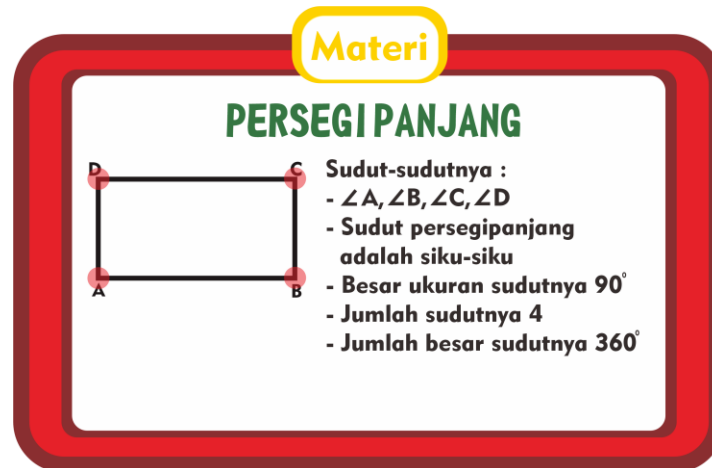 Materi
PERSEGI PANJANG
D
C
A
B
Sudut-sudutnya :
- ∠A,∠B,∠C,∠D
- Sudut persegipanjang
adalah siku-siku
- Besar ukuran sudutnya 90°
- Jumlah sudutnya 4
- Jumlah besar sudutnya 360°